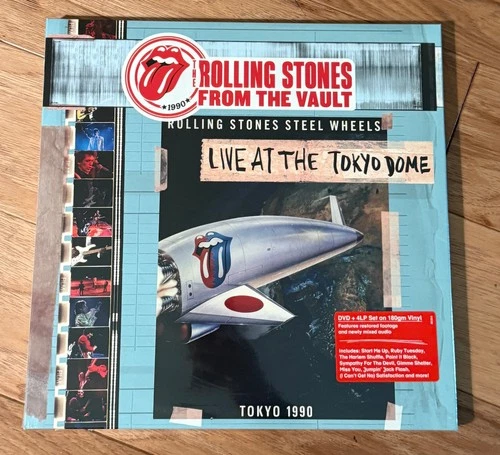 THE
ROLLING STONES
FROM THE VAULT
★1990★
ROLLING STONES STEEL WHEELS
LIVE AT THE TOKYO DOME
DVD + 4LP Set on 180gm Vinyl
Features restored footage
and newly mixed audio
Includes: Start Me Up, Ruby Tuesday,
The Harlem Shuffle, Paint It Black,
Sympathy For The Devil, Gimme Shelter,
Miss You, Jumpin' Jack Flash,
(I Can't Get No) Satisfaction and more!
TOKYO 1990